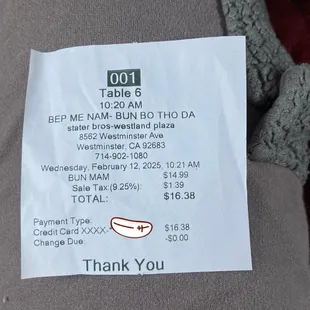 001
Table 6
10:20 AM
BEP ME NAM- BUN BO THO DA
stater bros-westland plaza
8562 Westminster Ave
Westminster, CA 92683
714-902-1080
Wednesday, February 12, 2025, 10:21 AM
BUN MAM $14.99
Sale Tax:(9.25%): $1.39
TOTAL: $16.38
Payment Type:
Credit Card XXXX- $16.38
Change Due: -$0.00
Thank You